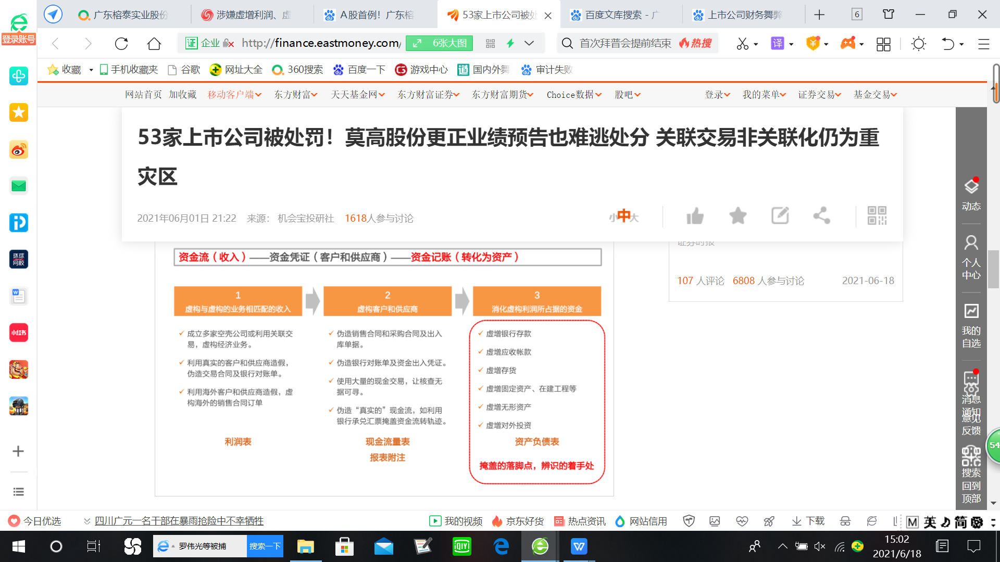 广东榕泰实业股份
涉嫌虚增利润、虚
A股首例！广东榕
53家上市公司被处
百度文库搜索 - 广
上市公司财务舞弊
6
登录账号
证 企业
http://finance.eastmoney.com/
6张大图
首次拜普会提前结束
热搜
译
收藏
手机收藏夹
谷歌
网址大全
360搜索
百度一下
游戏中心
国内外舞
审计失败
网站首页
加收藏
移动客户端
东方财富
天天基金网
东方财富证券
东方财富期货
Choice数据
股吧
登录
我的菜单
证券交易
基金交易
53家上市公司被处罚！莫高股份更正业绩预告也难逃处分 关联交易非关联化仍为重
灾区
2021年06月01日 21:22
来源：
机会宝投研社
1618人参与讨论
小 中 大
证券时报
107 人评论
6808 人参与讨论
2021-06-18
资金流（收入）——资金凭证（客户和供应商）——资金记账（转化为资产）
1
虚构与虚构的业务相匹配的收入
成立多家空壳公司或利用关联交
易，虚构经济业务。
利用真实的客户和供应商造假，
伪造交易合同及银行对账单。
利用海外客户和供应商造假，虚
构海外的销售合同订单
利润表
2
虚构客户和供应商
伪造销售合同和采购合同及出入
库单据。
伪造银行对账单及资金出入凭证。
使用大量的现金交易，让核查无
据可寻。
伪造“真实的”现金流，如利用
银行承兑汇票掩盖资金流转轨迹。
现金流量表
报表附注
3
消化虚构利润所占据的资金
虚增银行存款
虚增应收帐款
虚增存货
虚增固定资产、在建工程等
虚增无形资产
虚增对外投资
资产负债表
掩盖的落脚点，辨识的着手处
动态
个人
中心
我的
自选
消息
通知
意见
反馈
搜索
回到
顶部
54
环球
网校
小红书
今日优选
四川广元一名干部在暴雨抢险中不幸牺牲
我的视频
京东好货
热点资讯
网站信用
下载
M 英 简
罗伟光等被捕
搜索一下
iQIYI
15:02
2021/6/18